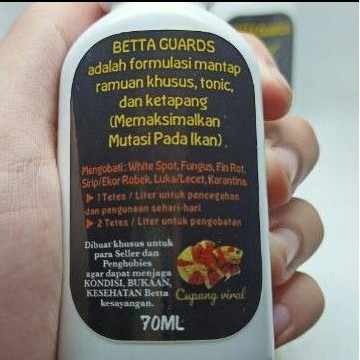 BETTA GUARDS
adalah formulasi mantap
ramuan khusus, tonic,
dan ketapang
(Memaksimalkan
Mutasi Pada Ikan)
Mengobati: White Spot, Fungus, Fin Rot,
Sirip/Ekor Robek, Luka/Lecet, Karantina
1 Tetes / Liter untuk pencegahan
dan pengunaan sehari-hari
2 Tetes / Liter untuk pengobatan
Dibuat khusus untuk
para Seller dan
Penghobies
agar dapat menjaga
KONDISI, BUKAAN,
KESEHATAN Betta
kesayangan.
Cupang viral
70ML